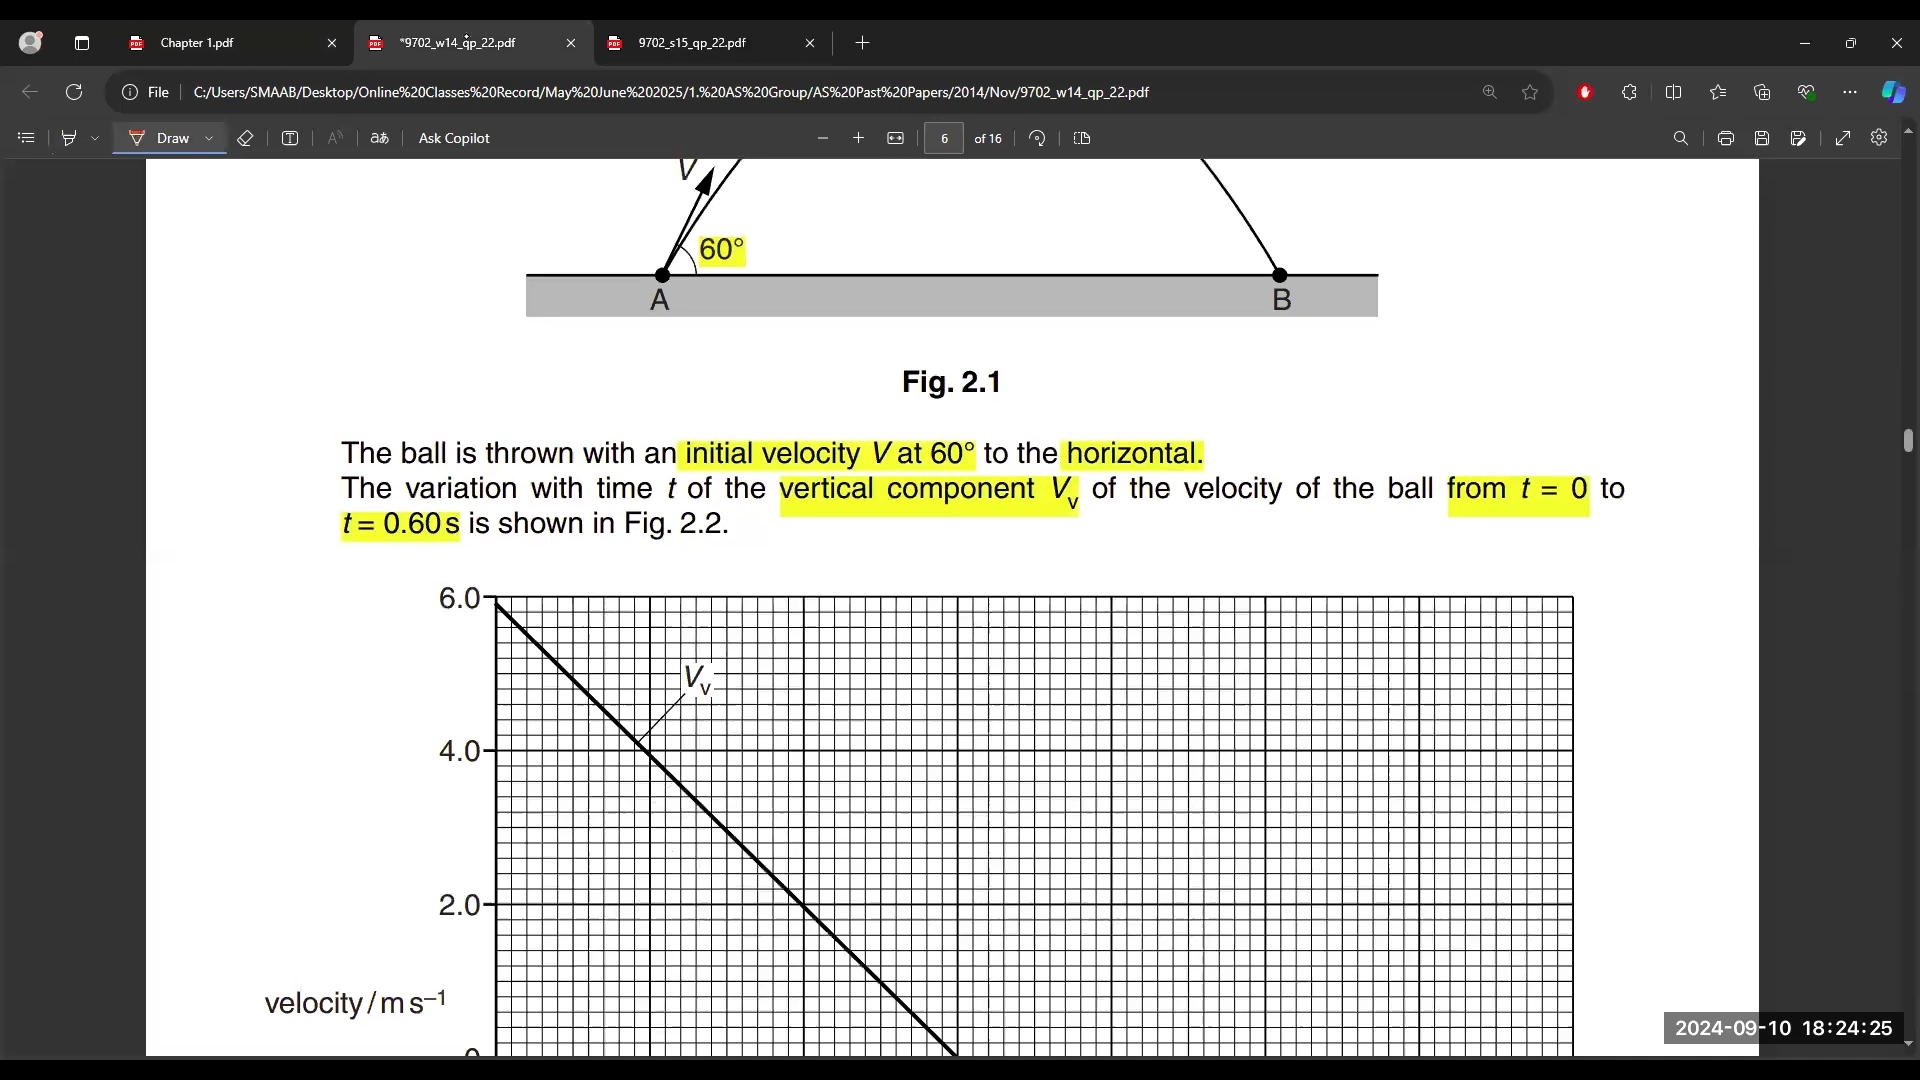 Chapter 1.pdf
*9702_w14_qp_22.pdf
9702_s15_qp_22.pdf
File
C:/Users/SMAAB/Desktop/Online%20Classes%20Record/May%20June%202025/1.%20AS%20Group/AS%20Past%20Papers/2014/Nov/9702_w14_qp_22.pdf
Draw
Ask Copilot
6 of 16
V
60°
A B
Fig. 2.1
The ball is thrown with an initial velocity V at 60° to the horizontal.
The variation with time t of the vertical component Vv of the velocity of the ball from t = 0 to
t = 0.60 s is shown in Fig. 2.2.
6.0
Vv
4.0
2.0
velocity / m s–1
0
2024-09-10 18:24:25